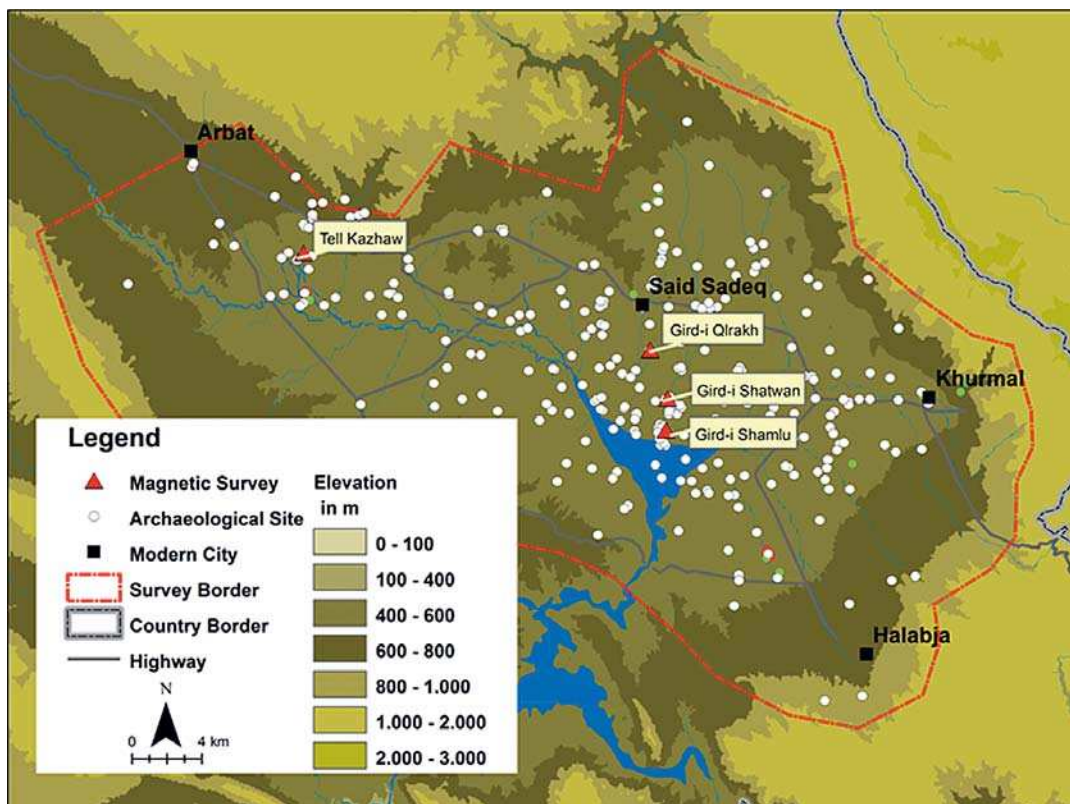 Arbat
Tell Kazhaw
Said Sadeq
Gird-i Qlrakh
Gird-i Shatwan
Khurmal
Gird-i Shamlu
Halabja
Legend
Magnetic Survey
Archaeological Site
Modern City
Survey Border
Country Border
Highway
N
0 4 km
Elevation
in m
0 - 100
100 - 400
400 - 600
600 - 800
800 - 1.000
1.000 - 2.000
2.000 - 3.000